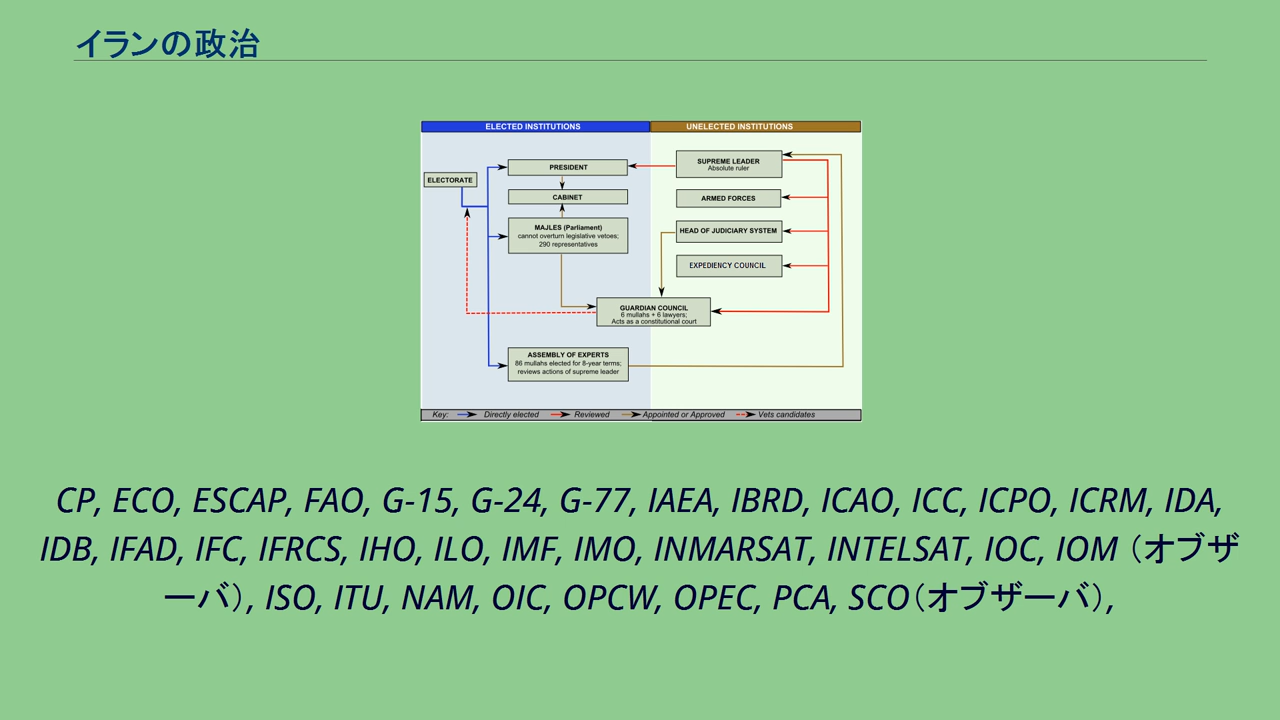 イランの政治
ELECTED INSTITUTIONS
UNELECTED INSTITUTIONS
ELECTORATE
PRESIDENT
CABINET
MAJLES (Parliament)
cannot overturn legislative vetoes;
290 representatives
SUPREME LEADER
Absolute ruler
ARMED FORCES
HEAD OF JUDICIARY SYSTEM
EXPEDIENCY COUNCIL
GUARDIAN COUNCIL
6 mullahs + 6 lawyers;
Acts as a constitutional court
ASSEMBLY OF EXPERTS
86 mullahs elected for 8-year terms;
reviews actions of supreme leader
Key: Directly elected Reviewed Appointed or Approved Vets candidates
CP, ECO, ESCAP, FAO, G-15, G-24, G-77, IAEA, IBRD, ICAO, ICC, ICPO, ICRM, IDA,
IDB, IFAD, IFC, IFRCS, IHO, ILO, IMF, IMO, INMARSAT, INTELSAT, IOC, IOM（オブザ
ーバ）, ISO, ITU, NAM, OIC, OPCW, OPEC, PCA, SCO（オブザーバ）,